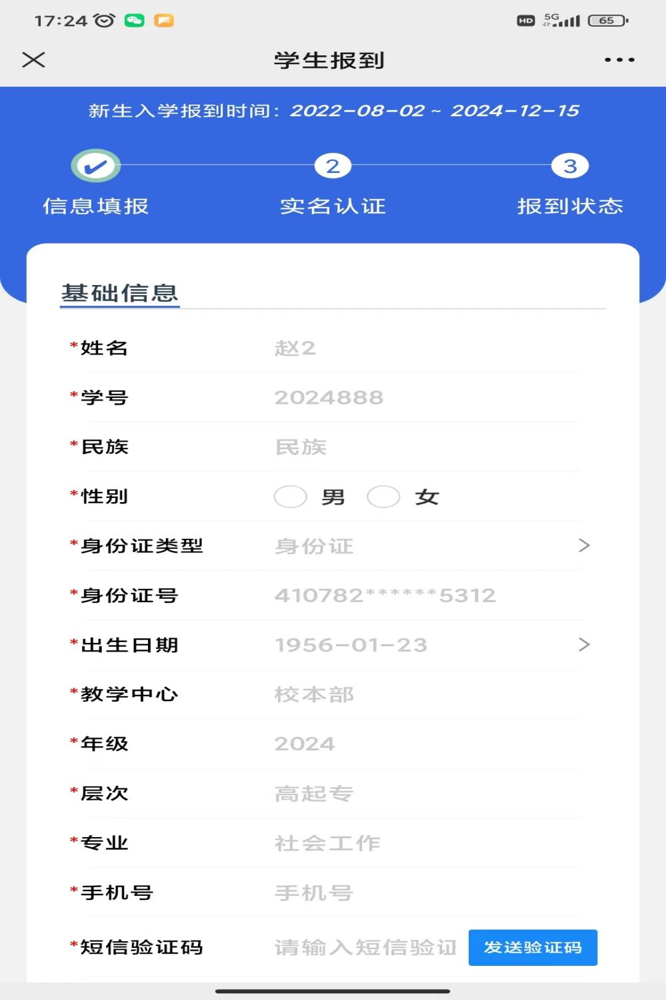 17:24 HD 5G 65
学生报到
新生入学报到时间：2022-08-02 ~ 2024-12-15
2 3
信息填报 实名认证 报到状态
基础信息
*姓名 赵2
*学号 2024888
*民族 民族
*性别 男 女
*身份证类型 身份证
*身份证号 410782******5312
*出生日期 1956-01-23
*教学中心 校本部
*年级 2024
*层次 高起专
*专业 社会工作
*手机号 手机号
*短信验证码 请输入短信验证 发送验证码